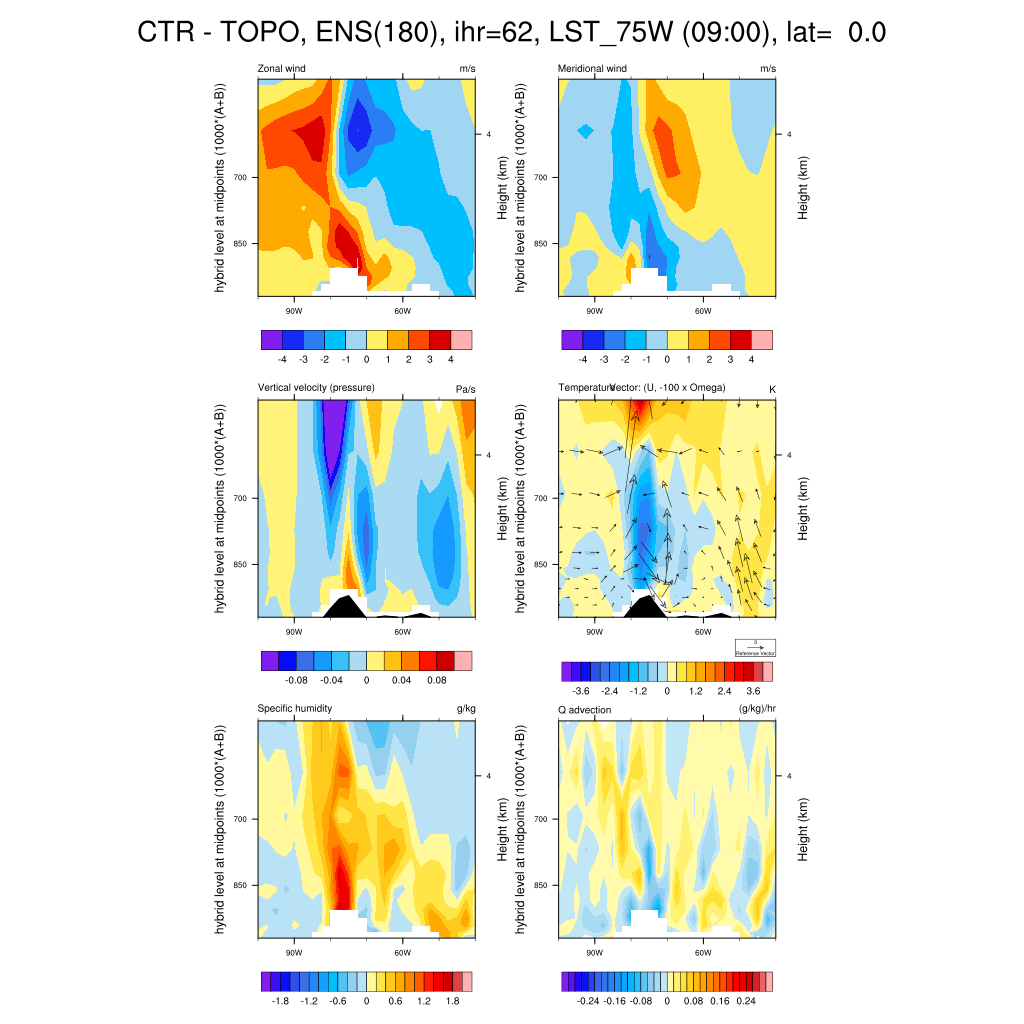 CTR - TOPO, ENS(180), ihr=62, LST_75W (09:00), lat= 0.0
Zonal wind m/s
hybrid level at midpoints (1000*(A+B))
700
850
4
Height (km)
90W 60W
-4 -3 -2 -1 0 1 2 3 4
Meridional wind m/s
hybrid level at midpoints (1000*(A+B))
700
850
4
Height (km)
90W 60W
-4 -3 -2 -1 0 1 2 3 4
Vertical velocity (pressure) Pa/s
hybrid level at midpoints (1000*(A+B))
700
850
4
Height (km)
90W 60W
-0.08 -0.04 0 0.04 0.08
Temperature Vector: (U, -100 x Omega) K
hybrid level at midpoints (1000*(A+B))
700
850
4
Height (km)
90W 60W
3
Reference Vector
-3.6 -2.4 -1.2 0 1.2 2.4 3.6
Specific humidity g/kg
hybrid level at midpoints (1000*(A+B))
700
850
4
Height (km)
90W 60W
-1.8 -1.2 -0.6 0 0.6 1.2 1.8
Q advection (g/kg)/hr
hybrid level at midpoints (1000*(A+B))
700
850
4
Height (km)
90W 60W
-0.24 -0.16 -0.08 0 0.08 0.16 0.24